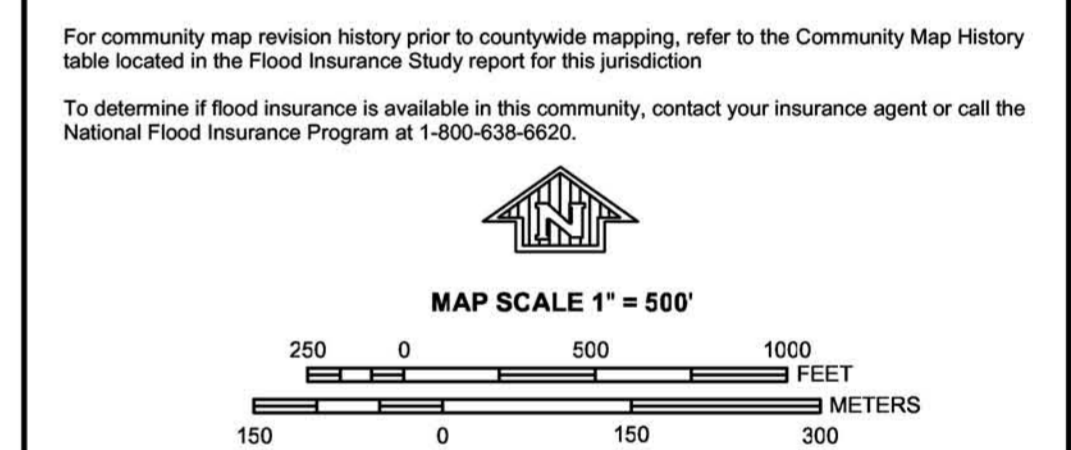 For community map revision history prior to countywide mapping, refer to the Community Map History
table located in the Flood Insurance Study report for this jurisdiction
To determine if flood insurance is available in this community, contact your insurance agent or call the
National Flood Insurance Program at 1-800-638-6620.
N
MAP SCALE 1" = 500'
250 0 500 1000
FEET
METERS
150 0 150 300